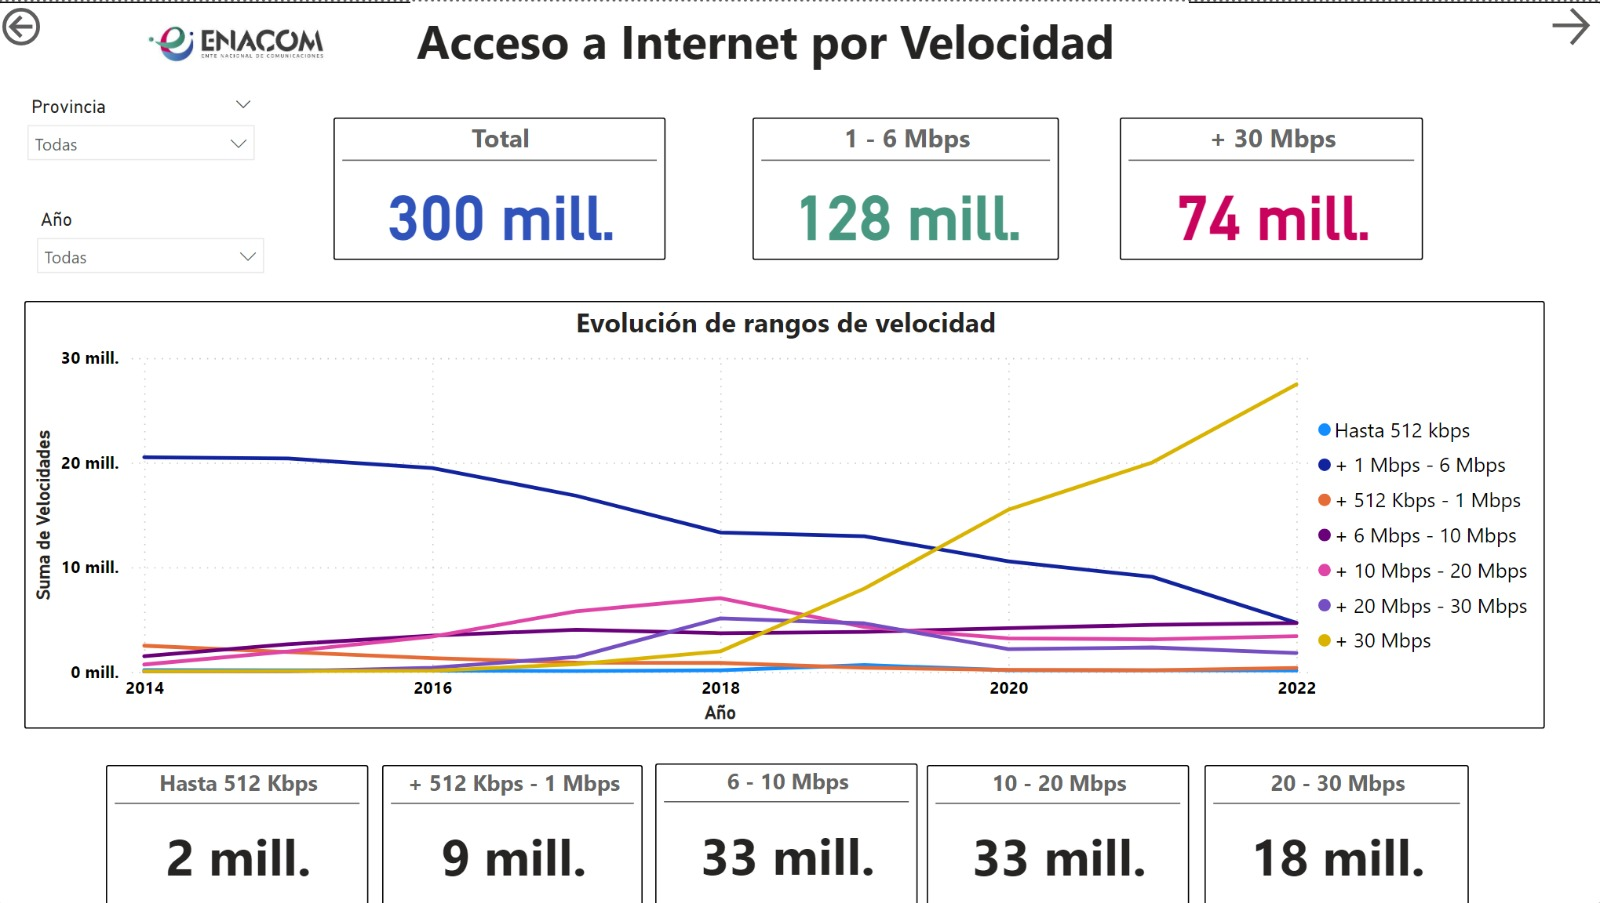 ENACOM
ENTE NACIONAL DE COMUNICACIONES
Acceso a Internet por Velocidad
Provincia
Todas
Año
Todas
Total
300 mill.
1 - 6 Mbps
128 mill.
+ 30 Mbps
74 mill.
Evolución de rangos de velocidad
30 mill.
20 mill.
10 mill.
0 mill.
Suma de Velocidades
2014
2016
2018
2020
2022
Año
Hasta 512 kbps
+ 1 Mbps - 6 Mbps
+ 512 Kbps - 1 Mbps
+ 6 Mbps - 10 Mbps
+ 10 Mbps - 20 Mbps
+ 20 Mbps - 30 Mbps
+ 30 Mbps
Hasta 512 Kbps
2 mill.
+ 512 Kbps - 1 Mbps
9 mill.
6 - 10 Mbps
33 mill.
10 - 20 Mbps
33 mill.
20 - 30 Mbps
18 mill.